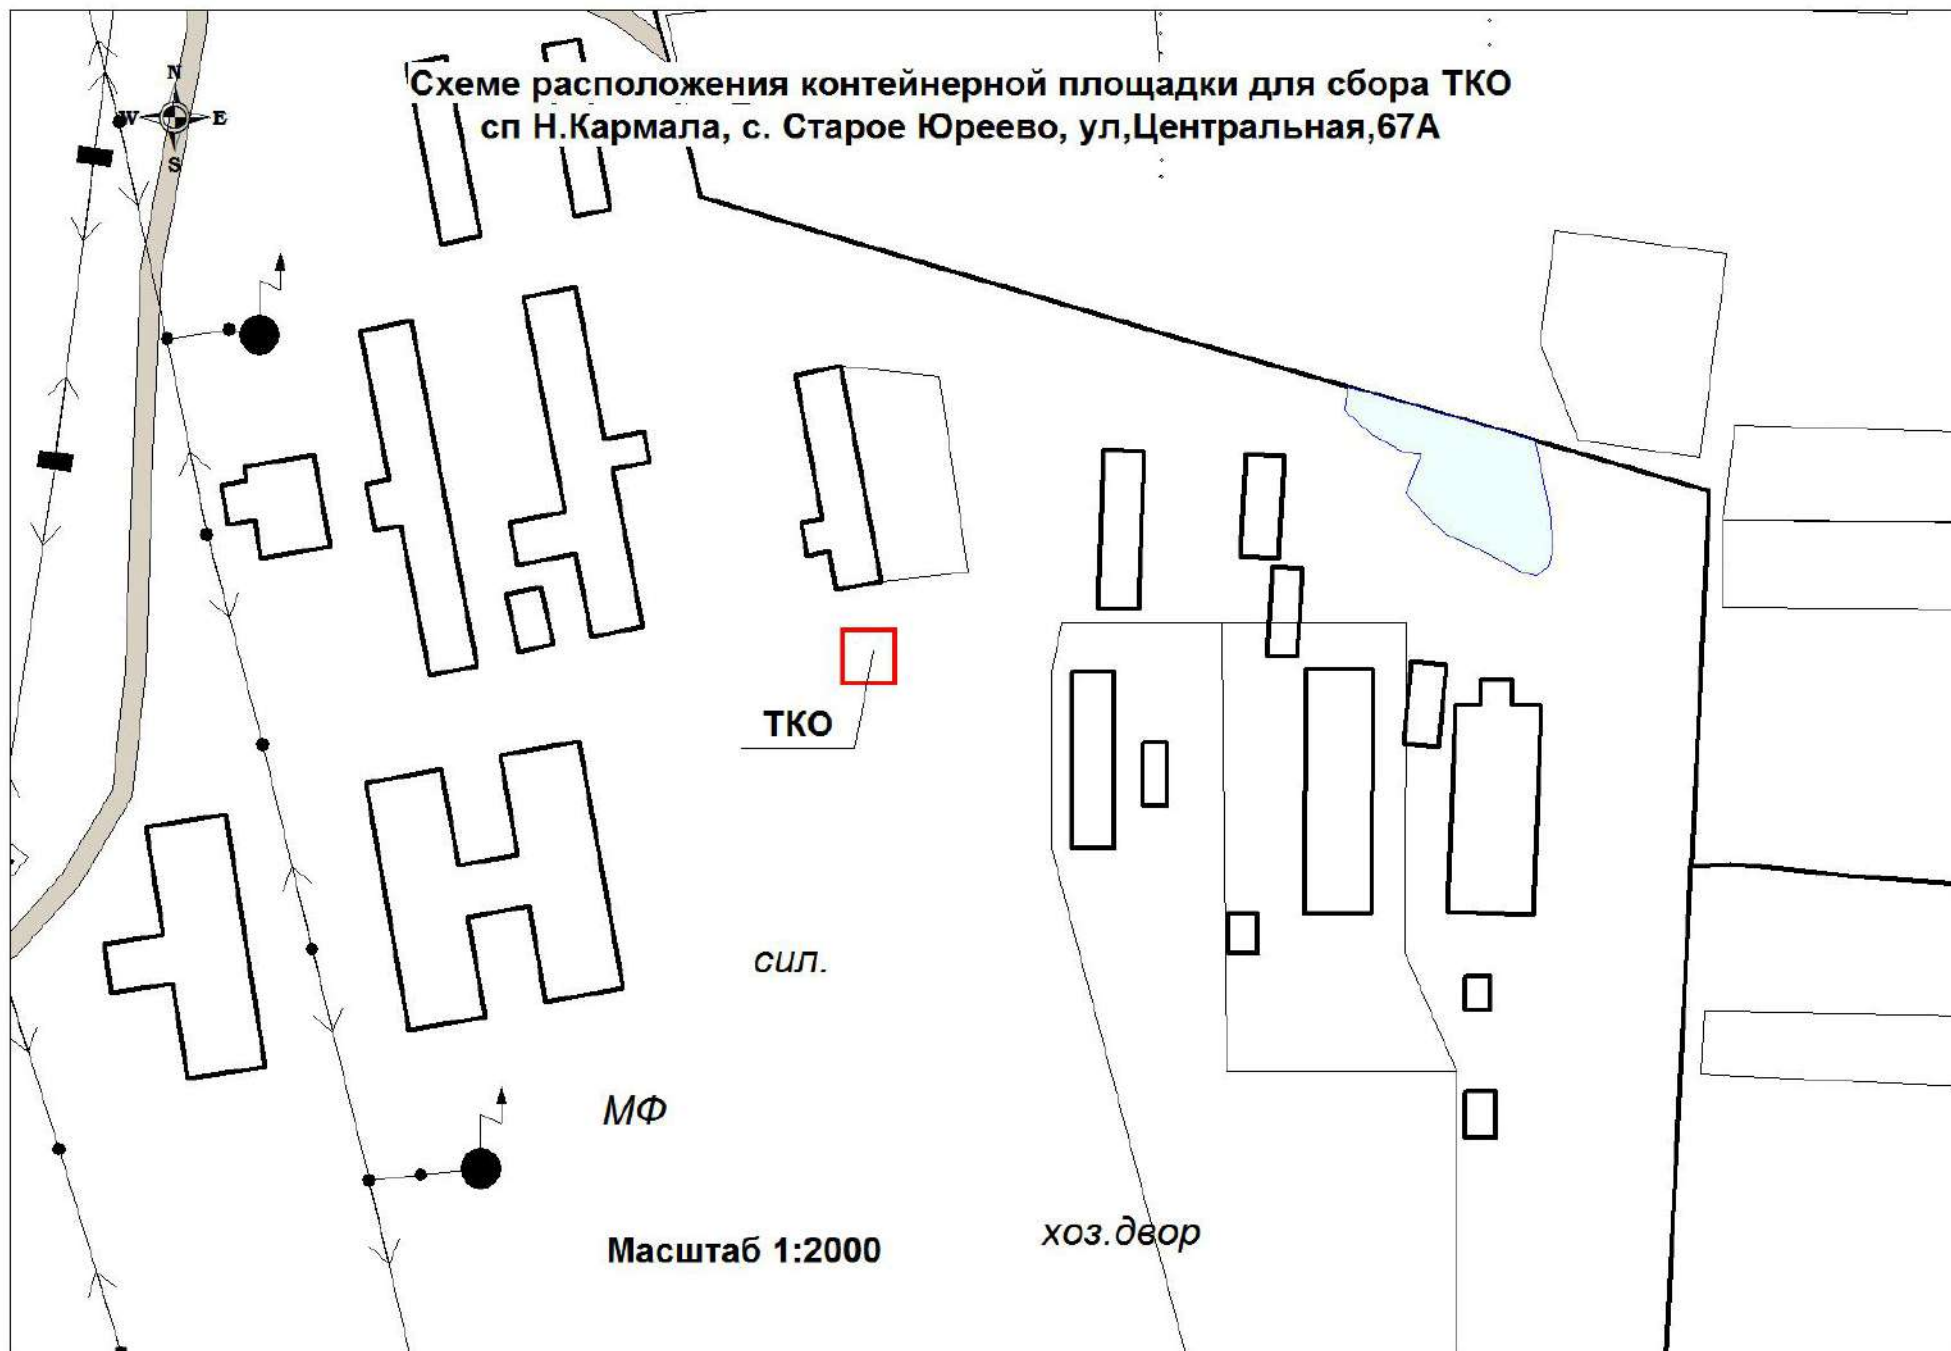 Схеме расположения контейнерной площадки для сбора ТКО
сп Н.Кармала, с. Старое Юреево, ул,Центральная,67А
N
W E
S
ТКО
сил.
МФ
хоз.двор
Масштаб 1:2000